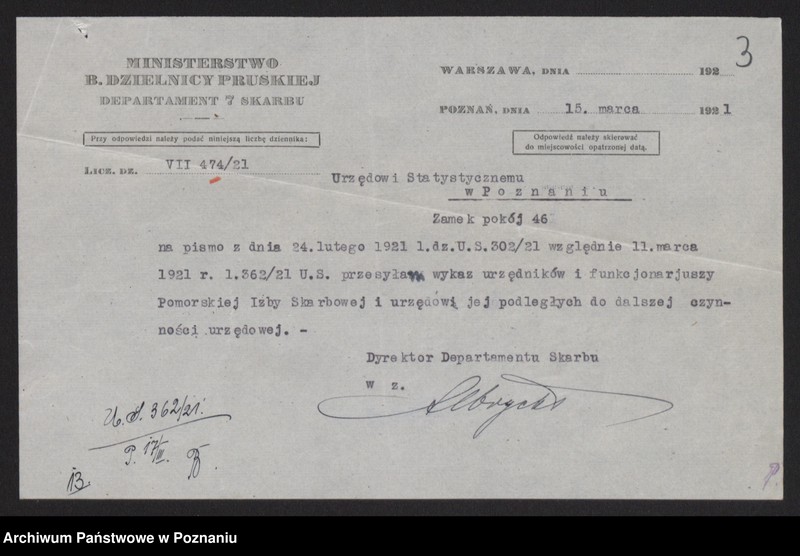 3
MINISTERSTWO
B. DZIELNICY PRUSKIEJ
DEPARTAMENT 7 SKARBU
WARSZAWA, DNIA 192
POZNAŃ, DNIA 15. marca 1921
Przy odpowiedzi należy podać niniejszą liczbę dziennika:
Odpowiedź należy skierować
do miejscowości opatrzonej datą.
LICZ. DZ. VII 474/21
Urzędowi Statystycznemu
w Poznaniu
Zamek pokój 46
na pismo z dnia 24.lutego 1921 l.dz.U.S.302/21 względnie 11.marca
1921 r. l.362/21 U.S. przesyłam wykaz urzędników i funkcjonarjuszy
Pomorskiej Izby Skarbowej i urzędów jej podległych do dalszej czyn-
ności urzędowej. -
Dyrektor Departamentu Skarbu
w z.
U. S. 362/21.
P. 17/III.
13
Archiwum Państwowe w Poznaniu